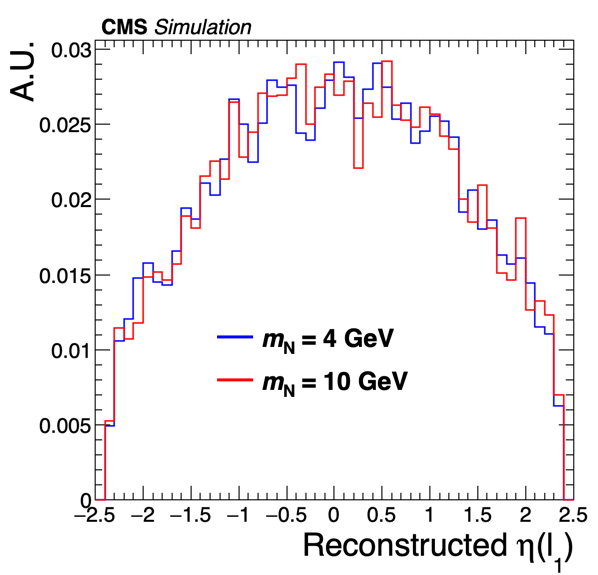 CMS Simulation
A.U.
0.03
0.025
0.02
0.015
0.01
0.005
0
m_N = 4 GeV
m_N = 10 GeV
−2.5 −2 −1.5 −1 −0.5 0 0.5 1 1.5 2 2.5
Reconstructed η(l_1)